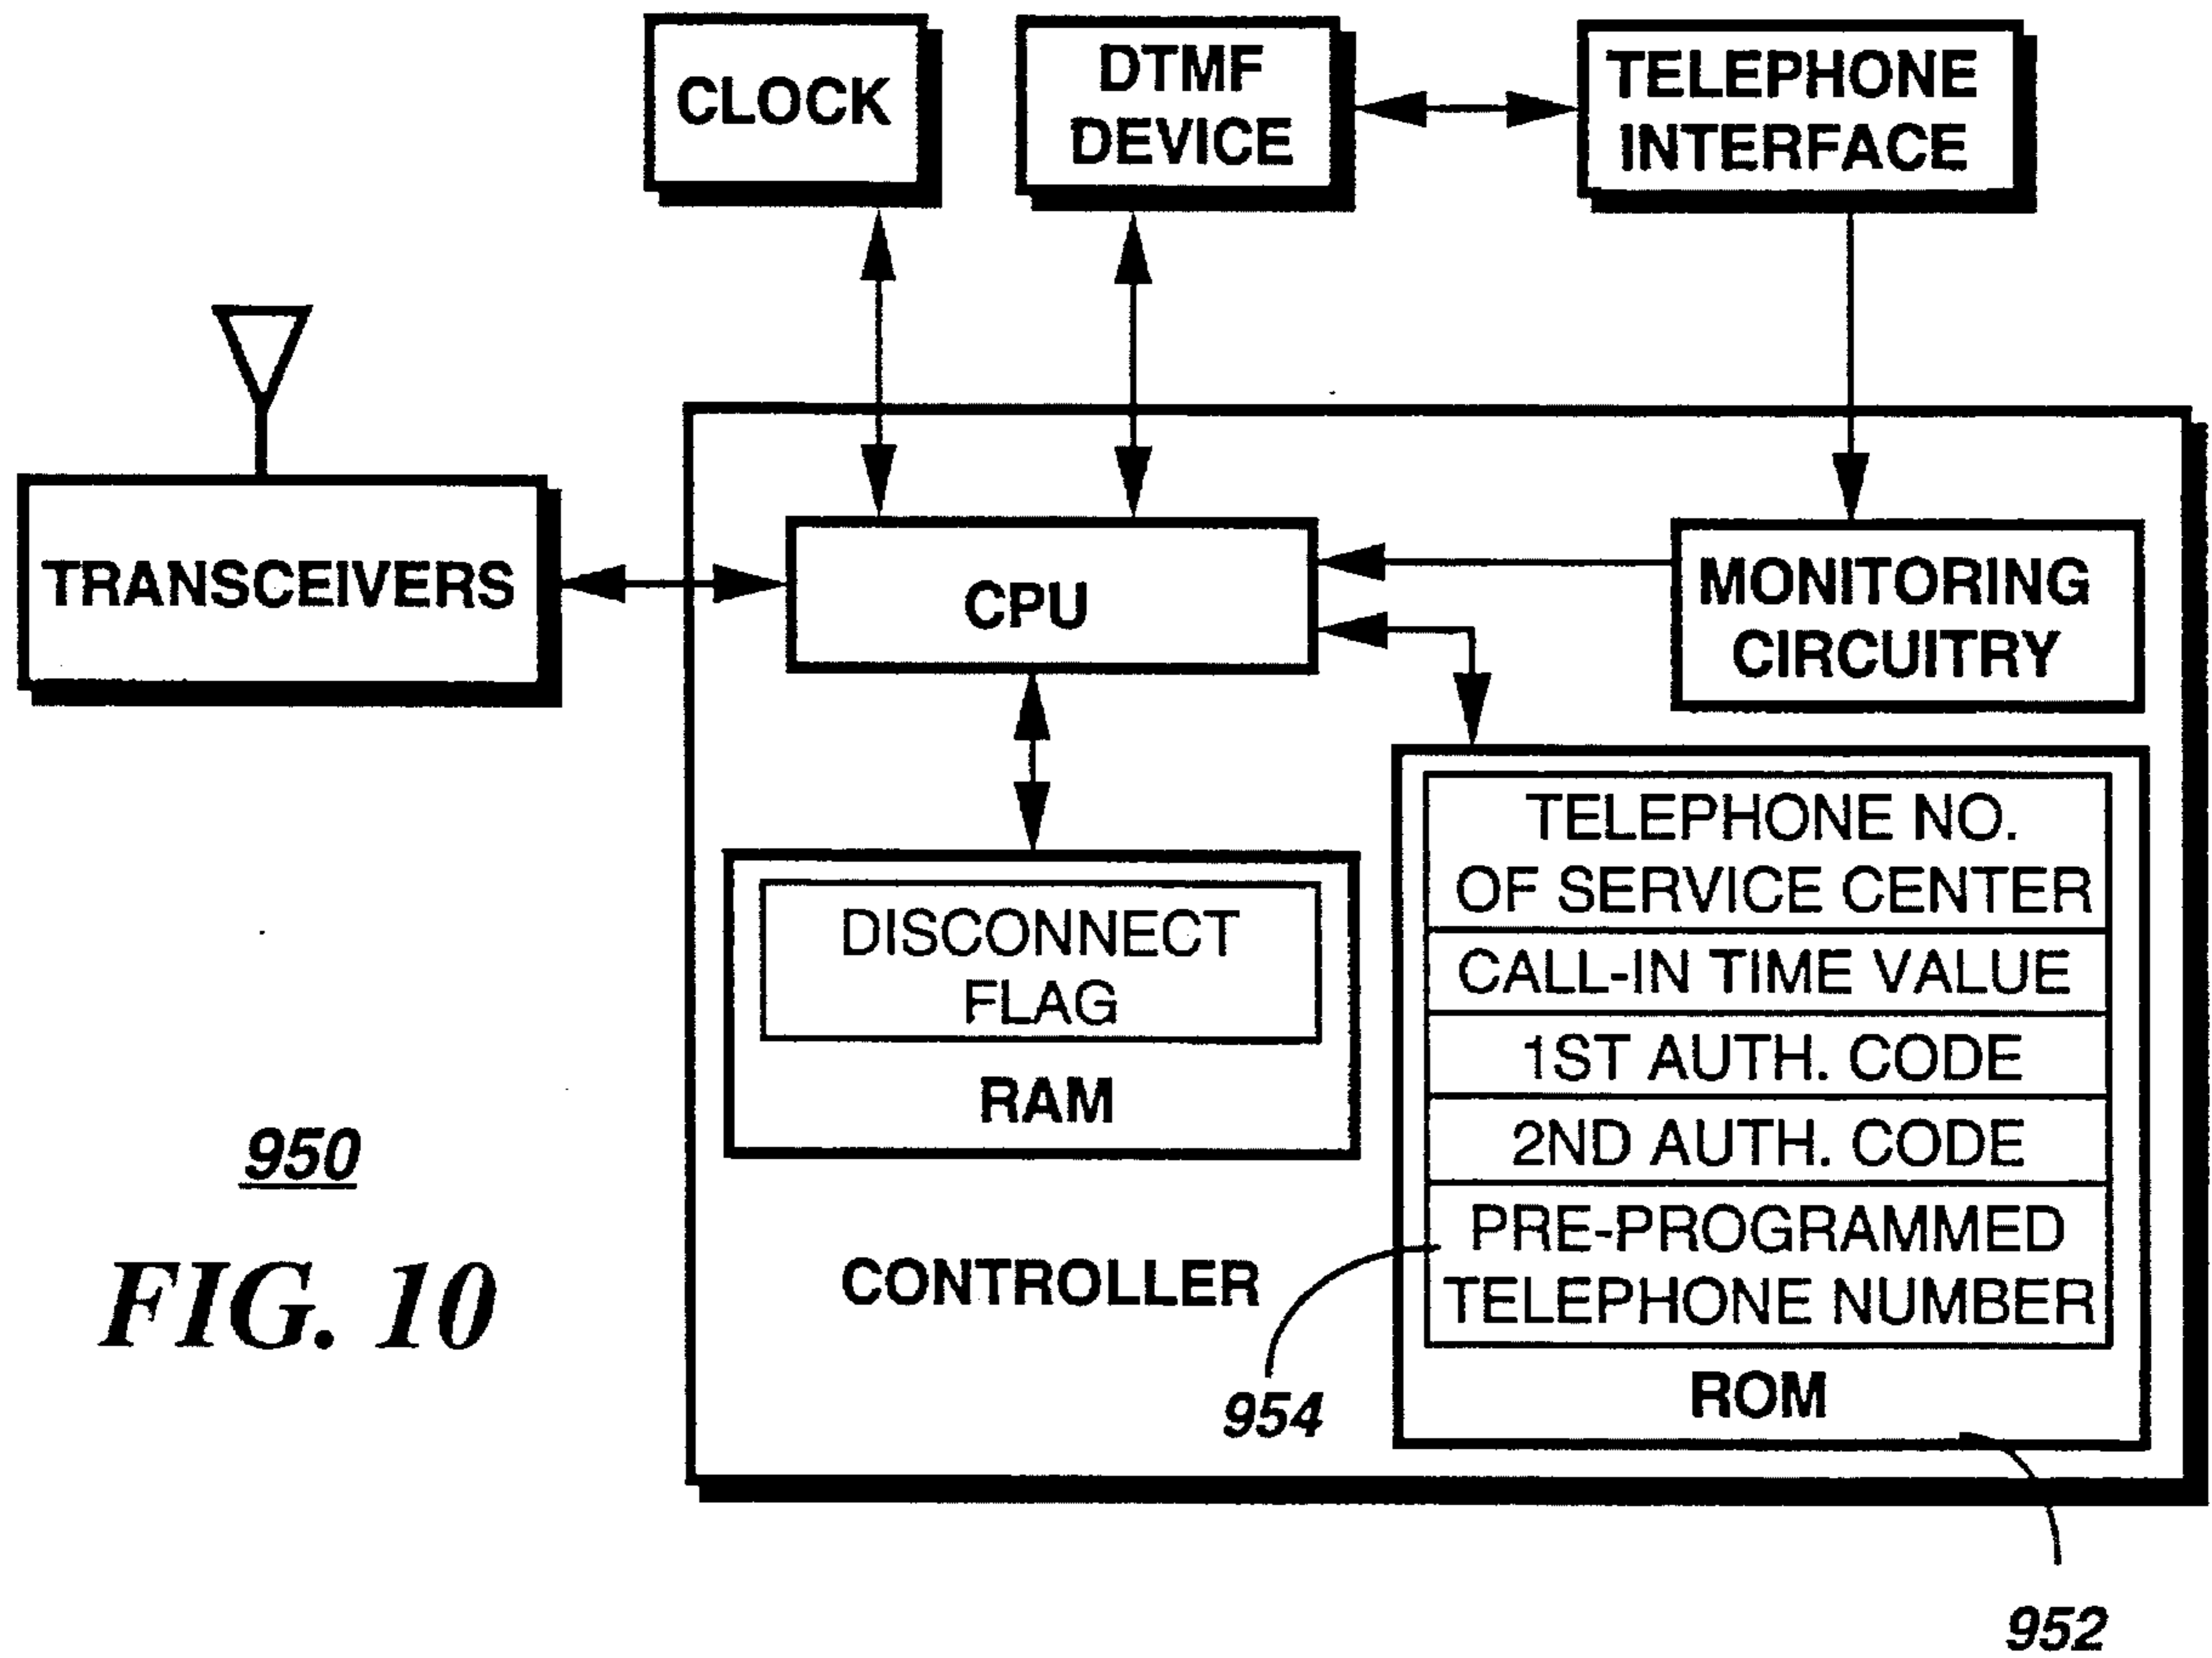 CLOCK
DTMF
DEVICE
TELEPHONE
INTERFACE
TRANSCEIVERS
CPU
MONITORING
CIRCUITRY
DISCONNECT
FLAG
RAM
TELEPHONE NO.
OF SERVICE CENTER
CALL-IN TIME VALUE
1ST AUTH. CODE
2ND AUTH. CODE
PRE-PROGRAMMED
TELEPHONE NUMBER
ROM
CONTROLLER
954
952
950
FIG. 10